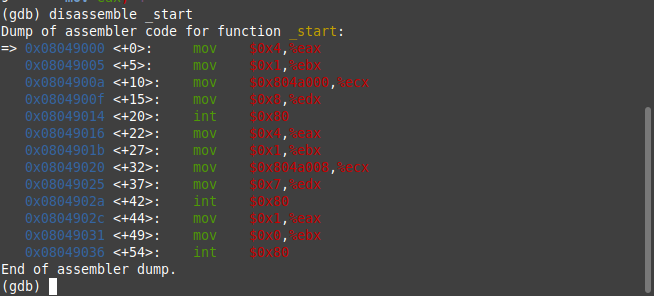 (gdb) disassemble _start
Dump of assembler code for function _start:
=> 0x08049000 <+0>:     mov    $0x4,%eax
   0x08049005 <+5>:     mov    $0x1,%ebx
   0x0804900a <+10>:    mov    $0x804a000,%ecx
   0x0804900f <+15>:    mov    $0x8,%edx
   0x08049014 <+20>:    int    $0x80
   0x08049016 <+22>:    mov    $0x4,%eax
   0x0804901b <+27>:    mov    $0x1,%ebx
   0x08049020 <+32>:    mov    $0x804a008,%ecx
   0x08049025 <+37>:    mov    $0x7,%edx
   0x0804902a <+42>:    int    $0x80
   0x0804902c <+44>:    mov    $0x1,%eax
   0x08049031 <+49>:    mov    $0x0,%ebx
   0x08049036 <+54>:    int    $0x80
End of assembler dump.
(gdb)